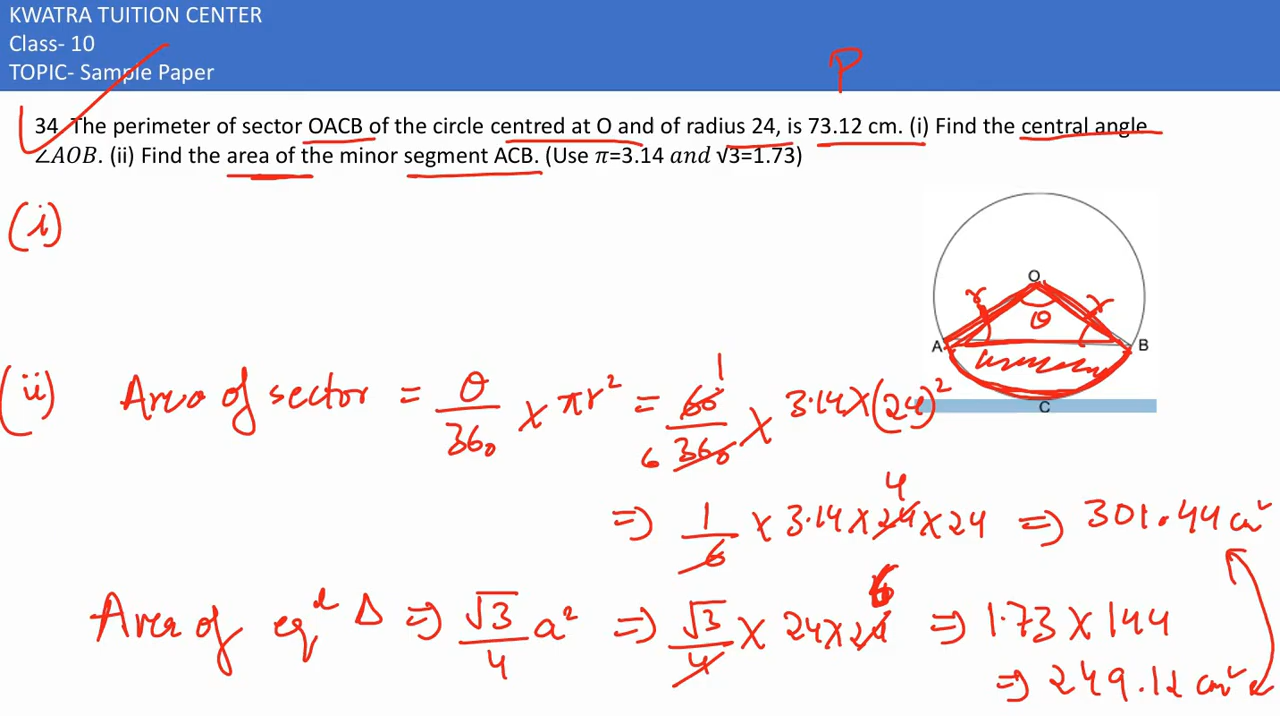 KWATRA TUITION CENTER
Class- 10
TOPIC- Sample Paper
P
34 The perimeter of sector OACB of the circle centred at O and of radius 24, is 73.12 cm. (i) Find the central angle
∠AOB. (ii) Find the area of the minor segment ACB. (Use π=3.14 and √3=1.73)
(i)
O
r r
θ
A B
C
(ii) Area of sector = θ/360 × πr² = 60/360 × 3.14×(24)²
1
6
4
⇒ 1/6 × 3.14×24×24 ⇒ 301.44 cm²
6
Area of eqˡ Δ ⇒ √3/4 a² ⇒ √3/4 × 24×24 ⇒ 1.73×144
⇒ 249.12 cm²